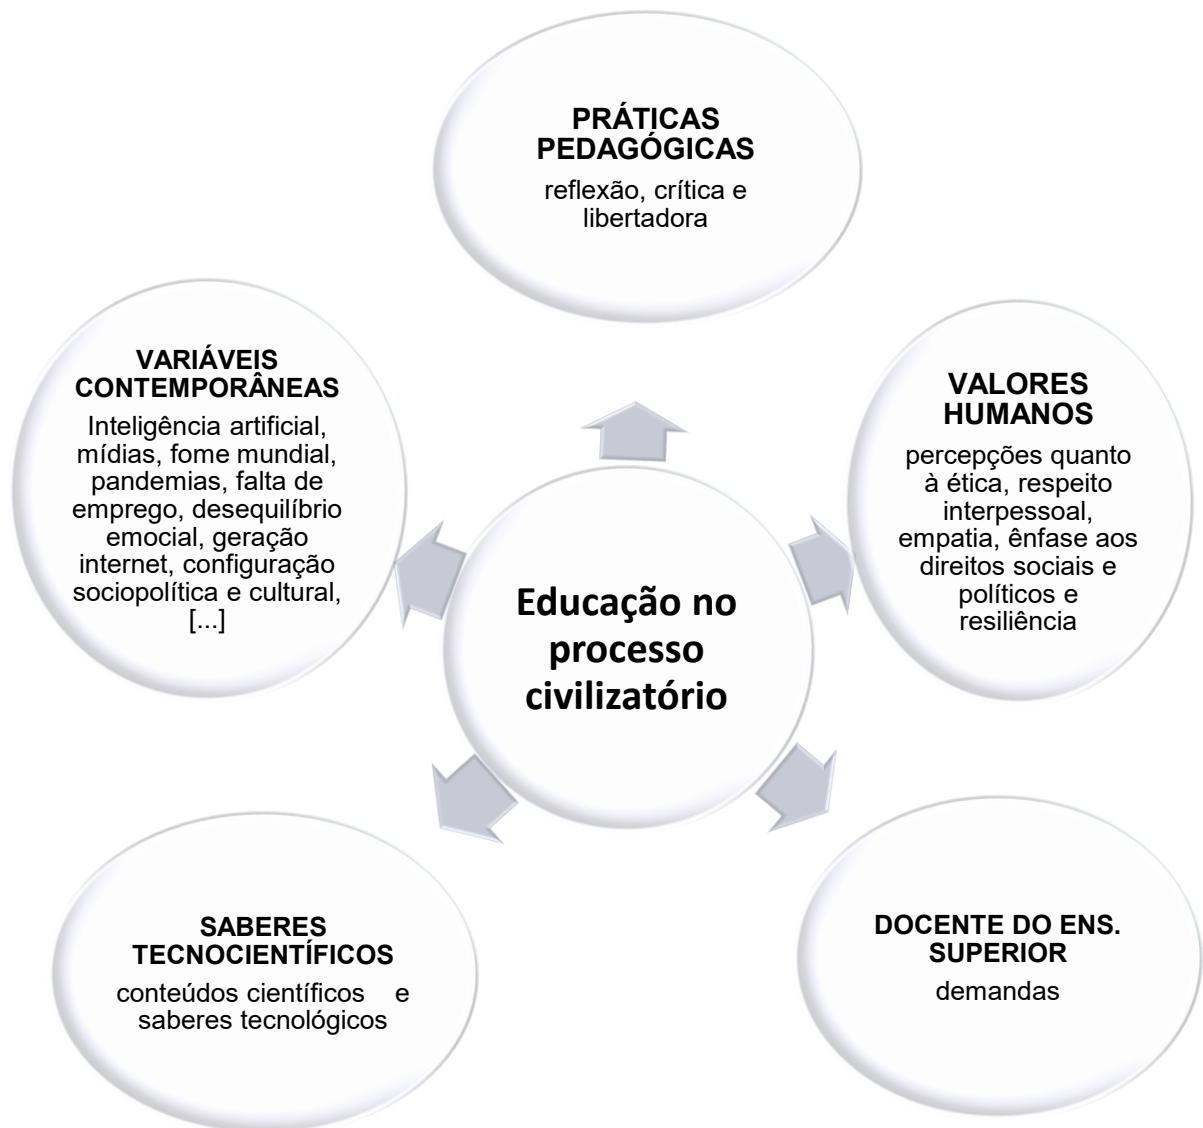 PRÁTICAS
PEDAGÓGICAS
reflexão, crítica e
libertadora
VARIÁVEIS
CONTEMPORÂNEAS
Inteligência artificial,
mídias, fome mundial,
pandemias, falta de
emprego, desequilíbrio
emocial, geração
internet, configuração
sociopolítica e cultural,
[...]
VALORES
HUMANOS
percepções quanto
à ética, respeito
interpessoal,
empatia, ênfase aos
direitos sociais e
políticos e
resiliência
Educação no
processo
civilizatório
SABERES
TECNOCIENTÍFICOS
conteúdos científicos e
saberes tecnológicos
DOCENTE DO ENS.
SUPERIOR
demandas